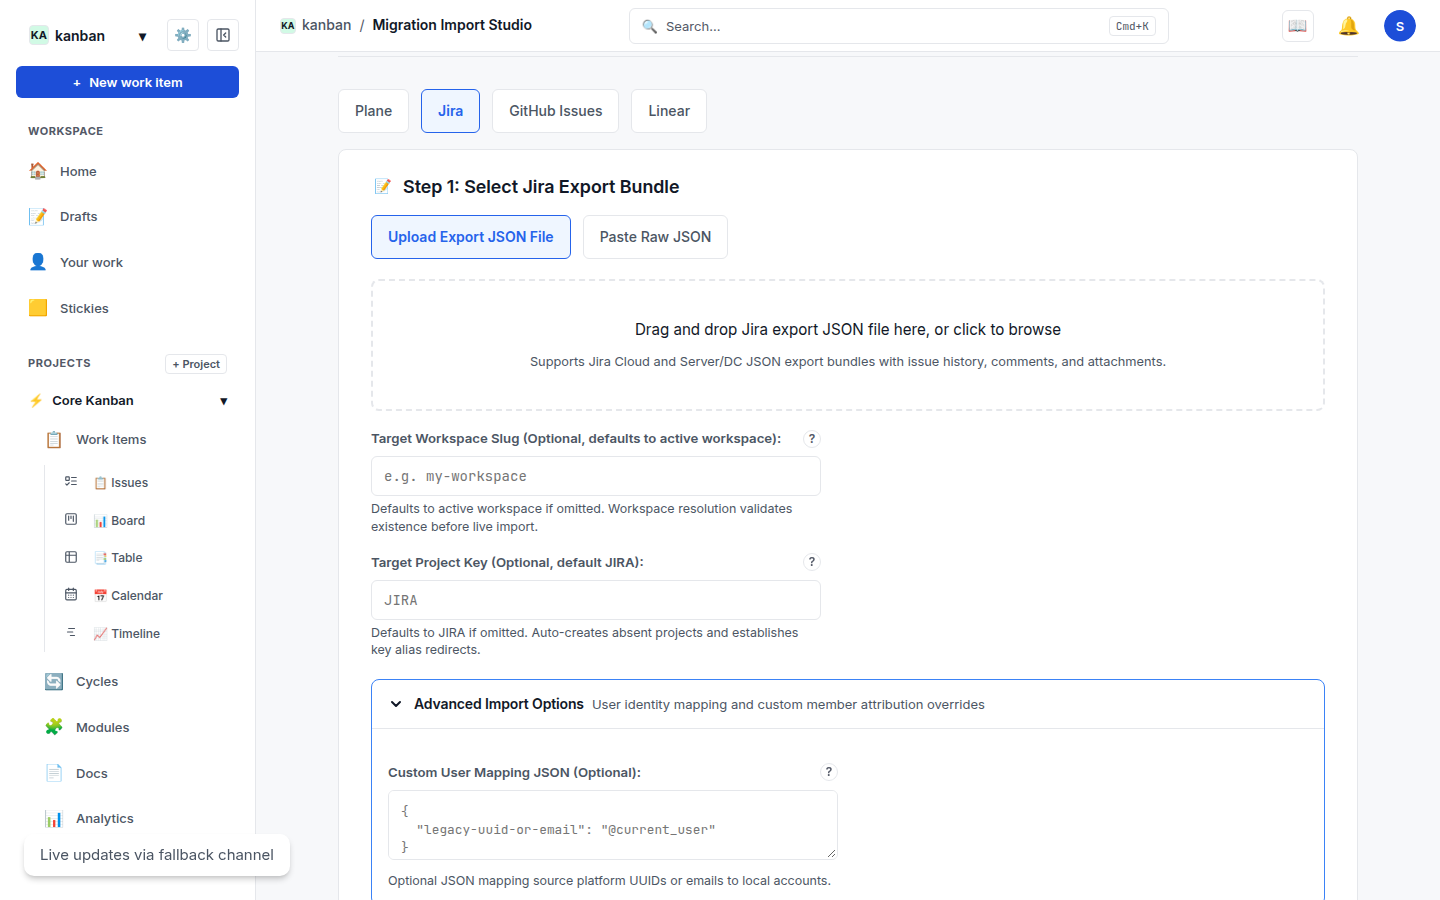 KA kanban ▾
+ New work item
WORKSPACE
Home
Drafts
Your work
Stickies
PROJECTS
+ Project
Core Kanban ▾
Work Items
Issues
Board
Table
Calendar
Timeline
Cycles
Modules
Docs
Analytics
Live updates via fallback channel
KA kanban / Migration Import Studio
Search...
Cmd+K
S
Plane
Jira
GitHub Issues
Linear
Step 1: Select Jira Export Bundle
Upload Export JSON File
Paste Raw JSON
Drag and drop Jira export JSON file here, or click to browse
Supports Jira Cloud and Server/DC JSON export bundles with issue history, comments, and attachments.
Target Workspace Slug (Optional, defaults to active workspace): ?
e.g. my-workspace
Defaults to active workspace if omitted. Workspace resolution validates
existence before live import.
Target Project Key (Optional, default JIRA): ?
JIRA
Defaults to JIRA if omitted. Auto-creates absent projects and establishes
key alias redirects.
Advanced Import Options User identity mapping and custom member attribution overrides
Custom User Mapping JSON (Optional): ?
{
"legacy-uuid-or-email": "@current_user"
}
Optional JSON mapping source platform UUIDs or emails to local accounts.